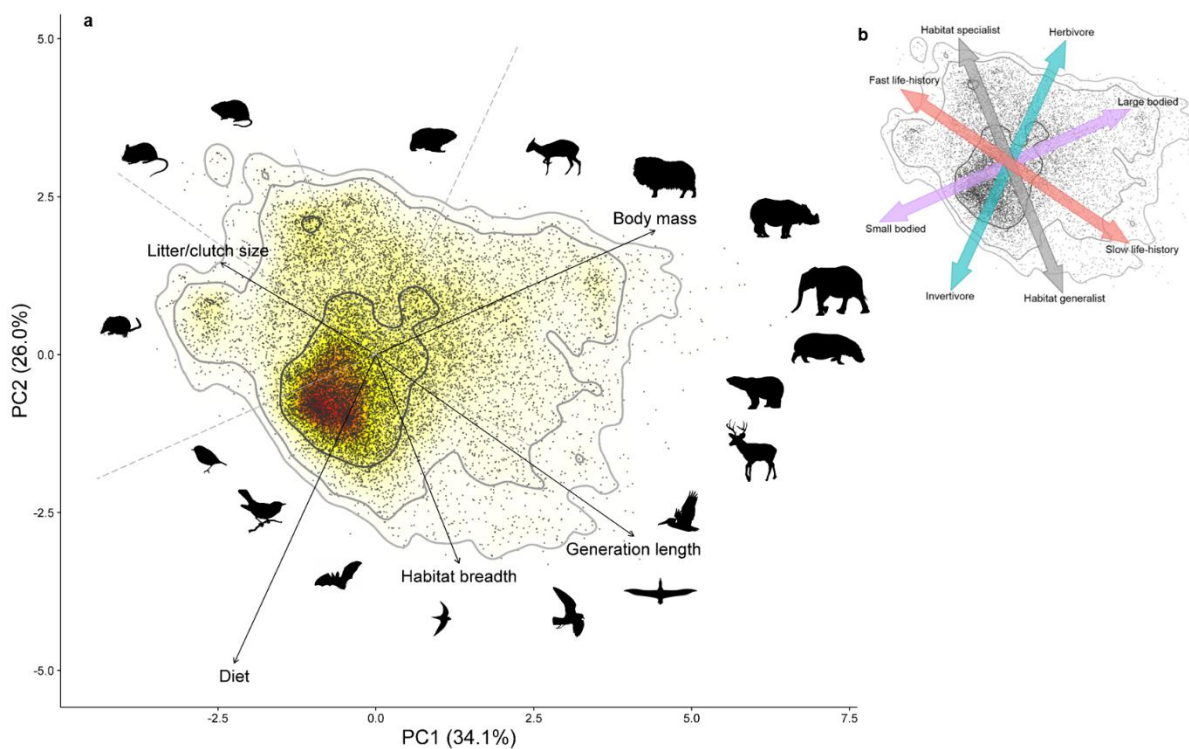 a
5.0
2.5
0.0
-2.5
-5.0
PC2 (26.0%)
Litter/clutch size
Body mass
Generation length
Habitat breadth
Diet
-2.5
0.0
2.5
5.0
7.5
PC1 (34.1%)
b
Habitat specialist
Herbivore
Fast life-history
Large bodied
Small bodied
Slow life-history
Invertivore
Habitat generalist